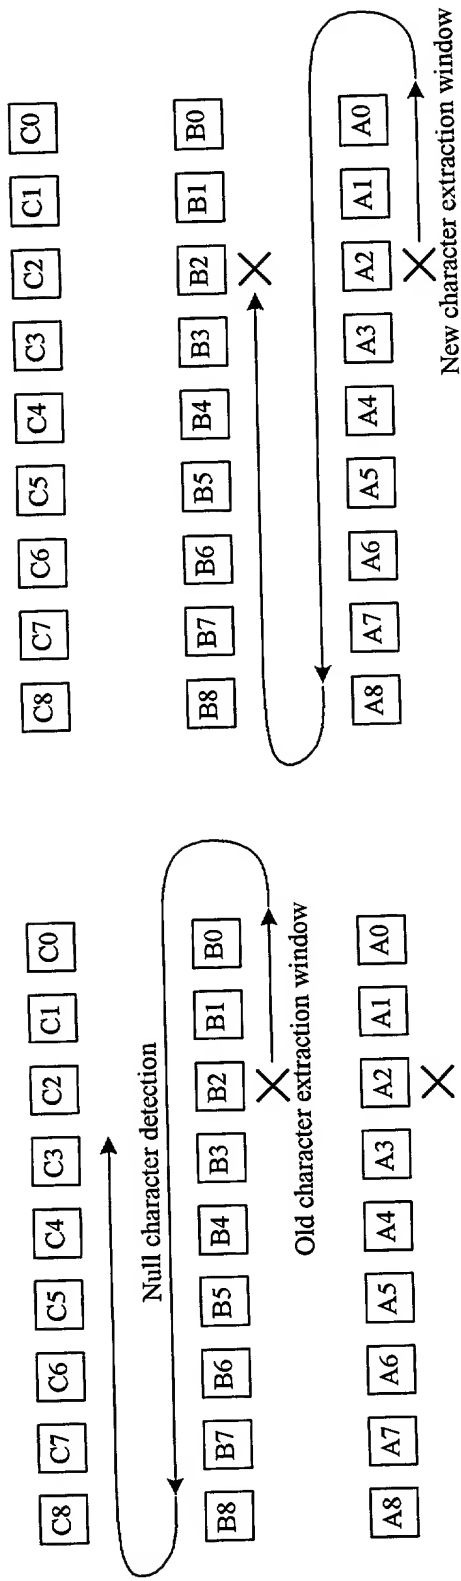 C8 C7 C6 C5 C4 C3 C2 C1 C0
Null character detection
B8 B7 B6 B5 B4 B3 B2 B1 B0
Old character extraction window
A8 A7 A6 A5 A4 A3 A2 A1 A0
C8 C7 C6 C5 C4 C3 C2 C1 C0
B8 B7 B6 B5 B4 B3 B2 B1 B0
A8 A7 A6 A5 A4 A3 A2 A1 A0
New character extraction window